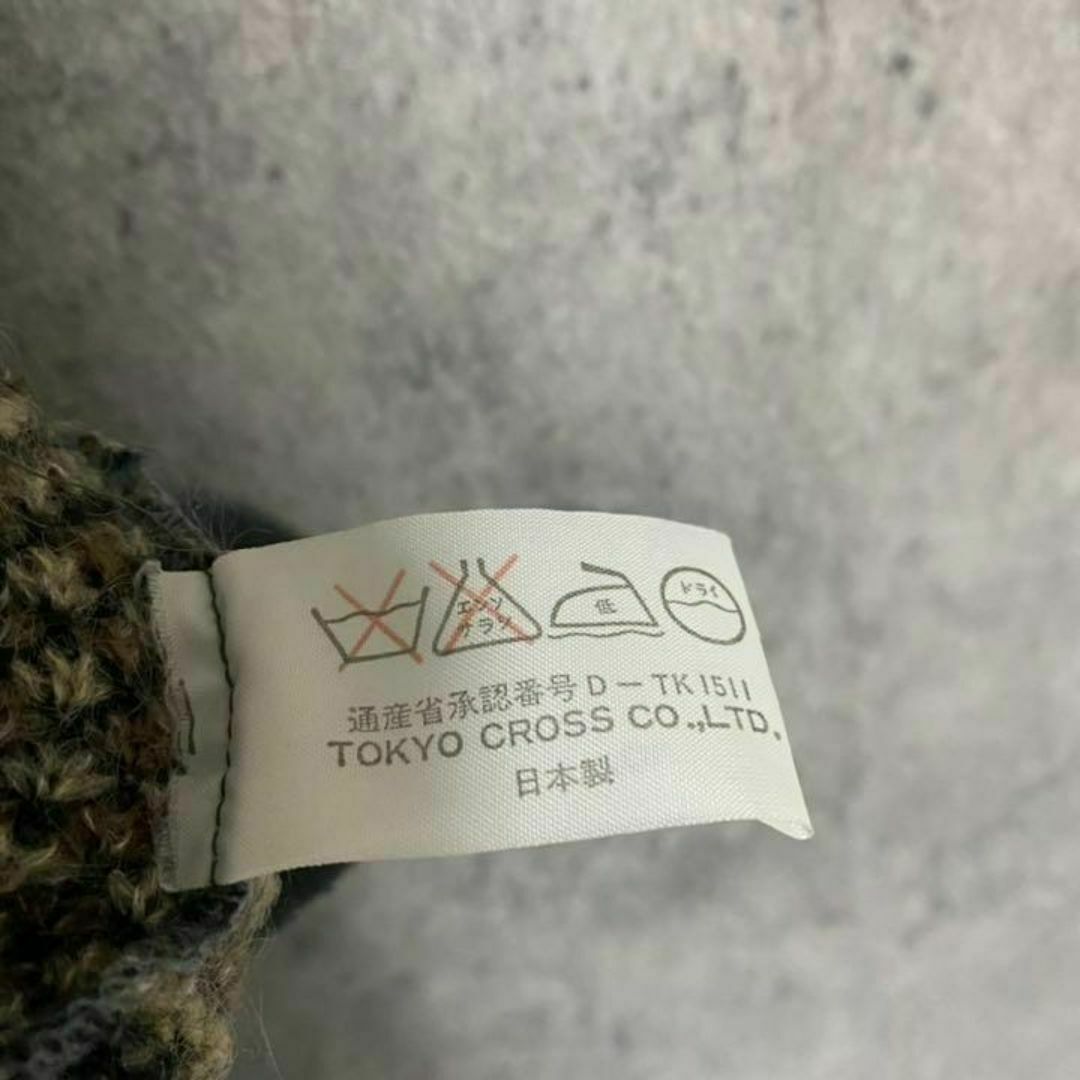 エンソ
サラシ
低
ドライ
通産省承認番号 D－TK 1511
TOKYO CROSS CO.,LTD.
日本製